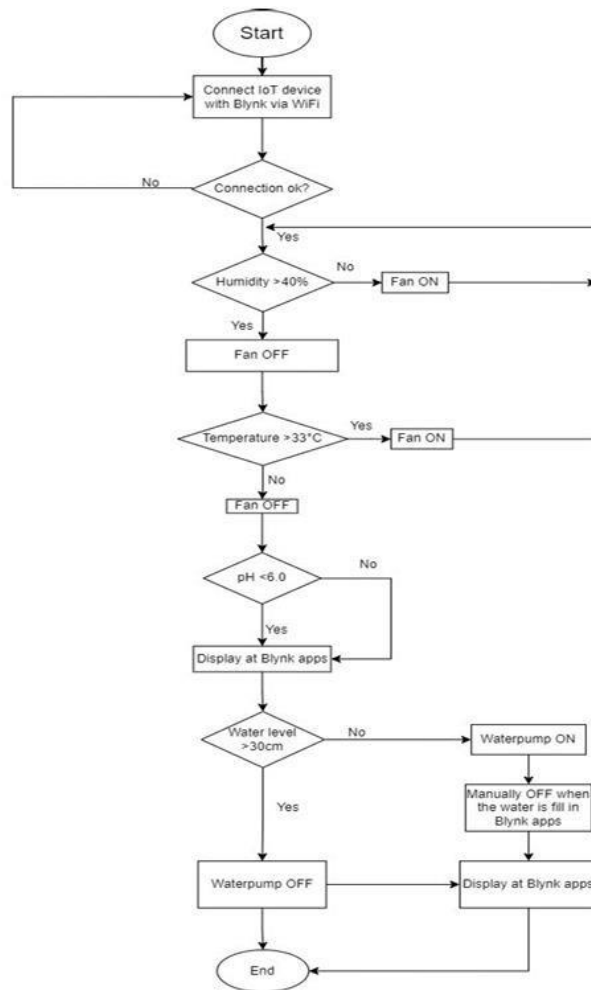 Start
Connect IoT device
with Blynk via WiFi
No
Connection ok?
Yes
Humidity >40%
No
Fan ON
Yes
Fan OFF
Temperature >33°C
Yes
Fan ON
No
Fan OFF
pH <6.0
No
Yes
Display at Blynk apps
Water level
>30cm
No
Waterpump ON
Manually OFF when
the water is fill in
Blynk apps
Yes
Waterpump OFF
Display at Blynk apps
End